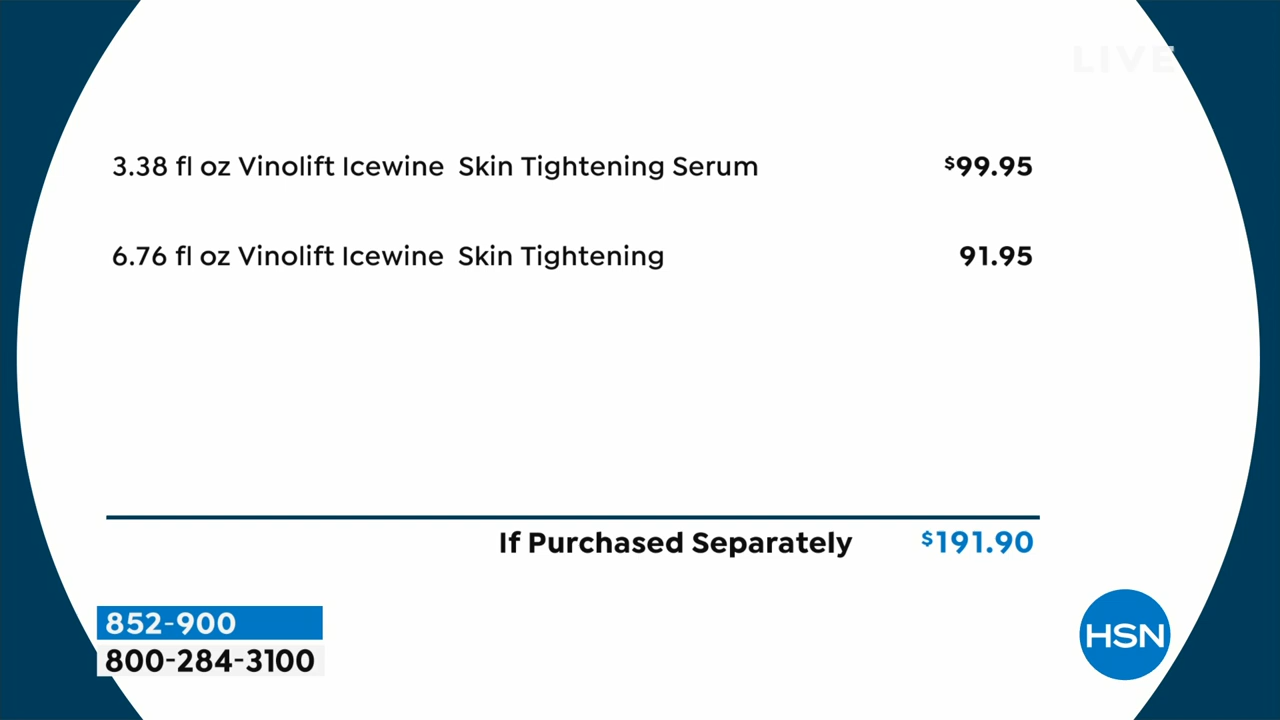 LIVE
3.38 fl oz Vinolift Icewine Skin Tightening Serum $99.95
6.76 fl oz Vinolift Icewine Skin Tightening 91.95
If Purchased Separately $191.90
852-900
800-284-3100
HSN